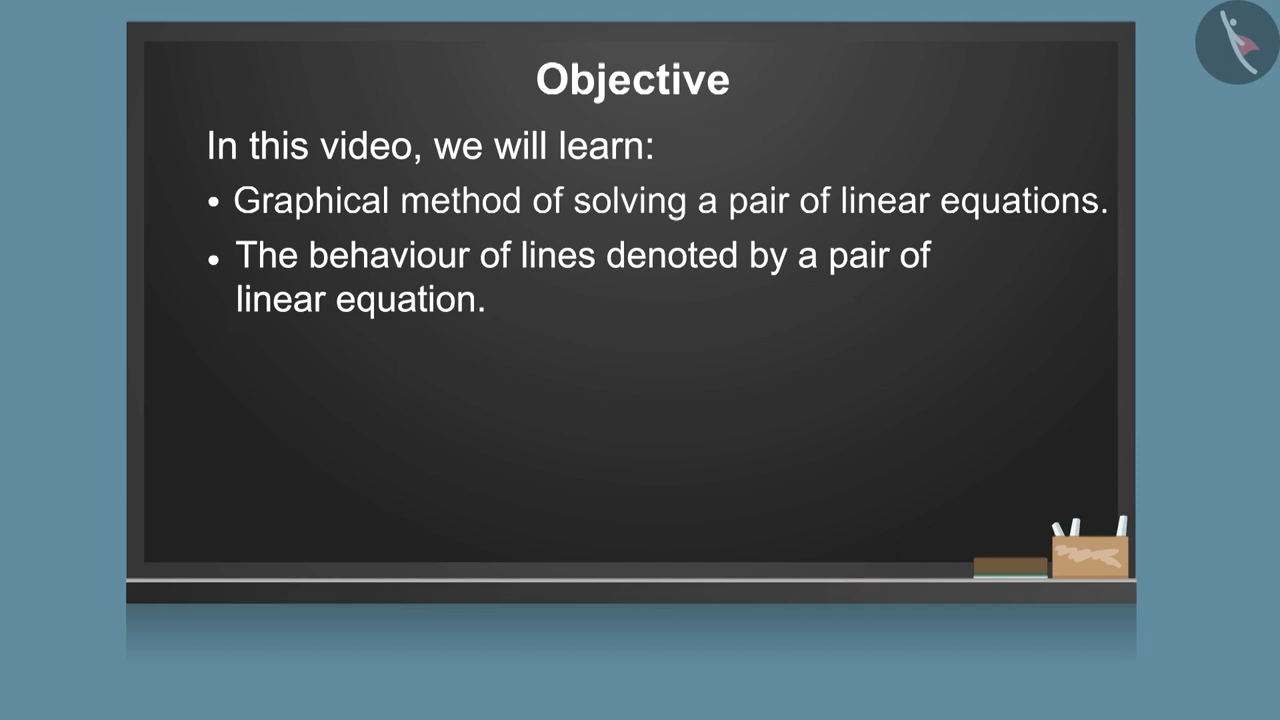 Objective
In this video, we will learn:
• Graphical method of solving a pair of linear equations.
• The behaviour of lines denoted by a pair of
linear equation.